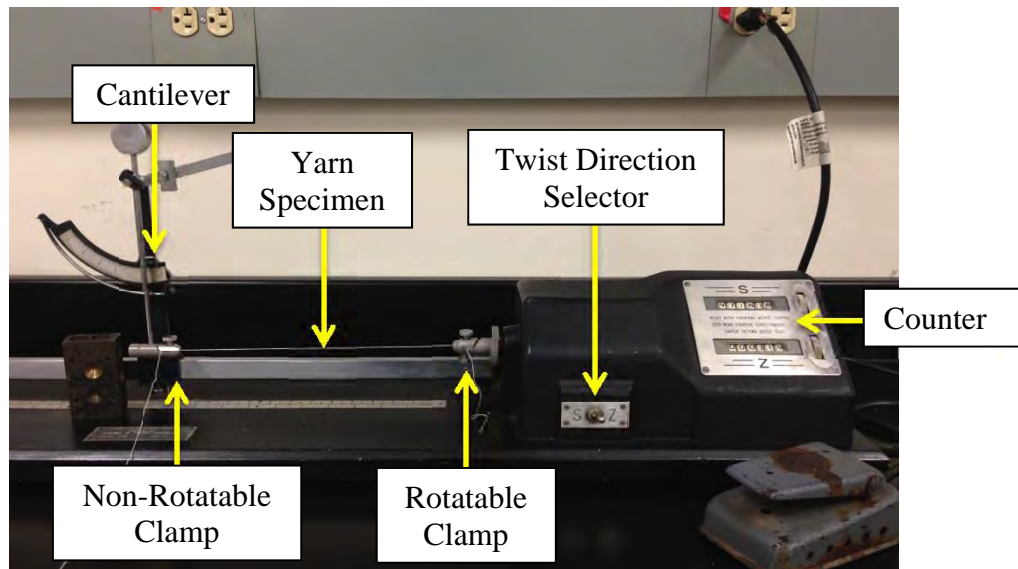 Cantilever
Yarn
Specimen
Twist Direction
Selector
S
Counter
Z
S Z
Non-Rotatable
Clamp
Rotatable
Clamp